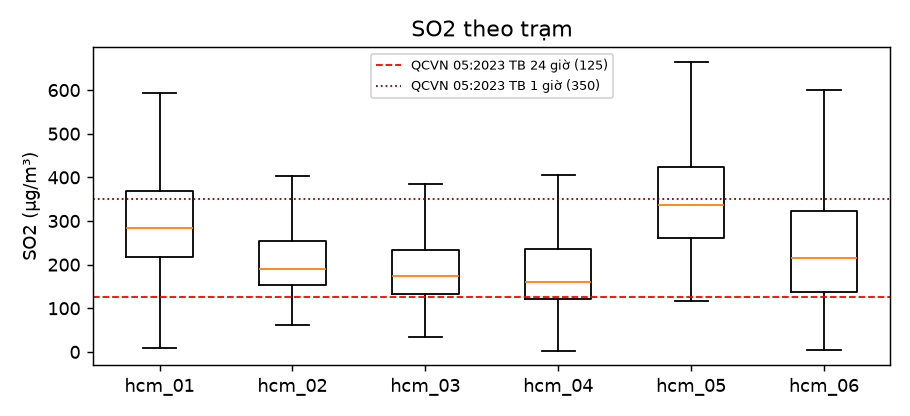 SO2 theo trạm
QCVN 05:2023 TB 24 giờ (125)
QCVN 05:2023 TB 1 giờ (350)
SO2 (µg/m³)
600
500
400
300
200
100
0
hcm_01 hcm_02 hcm_03 hcm_04 hcm_05 hcm_06